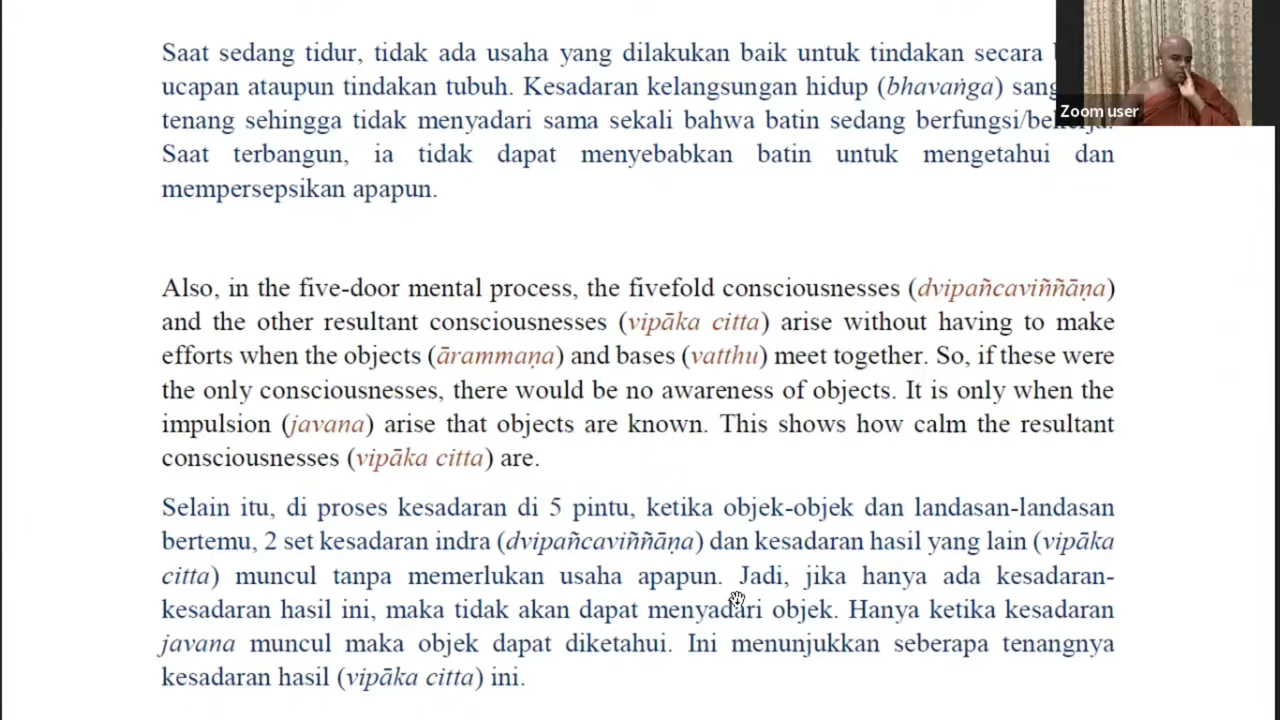 Saat sedang tidur, tidak ada usaha yang dilakukan baik untuk tindakan secara
ucapan ataupun tindakan tubuh. Kesadaran kelangsungan hidup (bhavaṅga)
tenang sehingga tidak menyadari sama sekali bahwa batin sedang
Saat terbangun, ia tidak dapat menyebabkan batin untuk mengetahui dan
mempersepsikan apapun.
Zoom user
Also, in the five-door mental process, the fivefold consciousnesses (dvipañcaviññāṇa)
and the other resultant consciousnesses (vipāka citta) arise without having to make
efforts when the objects (ārammaṇa) and bases (vatthu) meet together. So, if these were
the only consciousnesses, there would be no awareness of objects. It is only when the
impulsion (javana) arise that objects are known. This shows how calm the resultant
consciousnesses (vipāka citta) are.
Selain itu, di proses kesadaran di 5 pintu, ketika objek-objek dan landasan-landasan
bertemu, 2 set kesadaran indra (dvipañcaviññāṇa) dan kesadaran hasil yang lain (vipāka
citta) muncul tanpa memerlukan usaha apapun. Jadi, jika hanya ada kesadaran-
kesadaran hasil ini, maka tidak akan dapat menyadari objek. Hanya ketika kesadaran
javana muncul maka objek dapat diketahui. Ini menunjukkan seberapa tenangnya
kesadaran hasil (vipāka citta) ini.